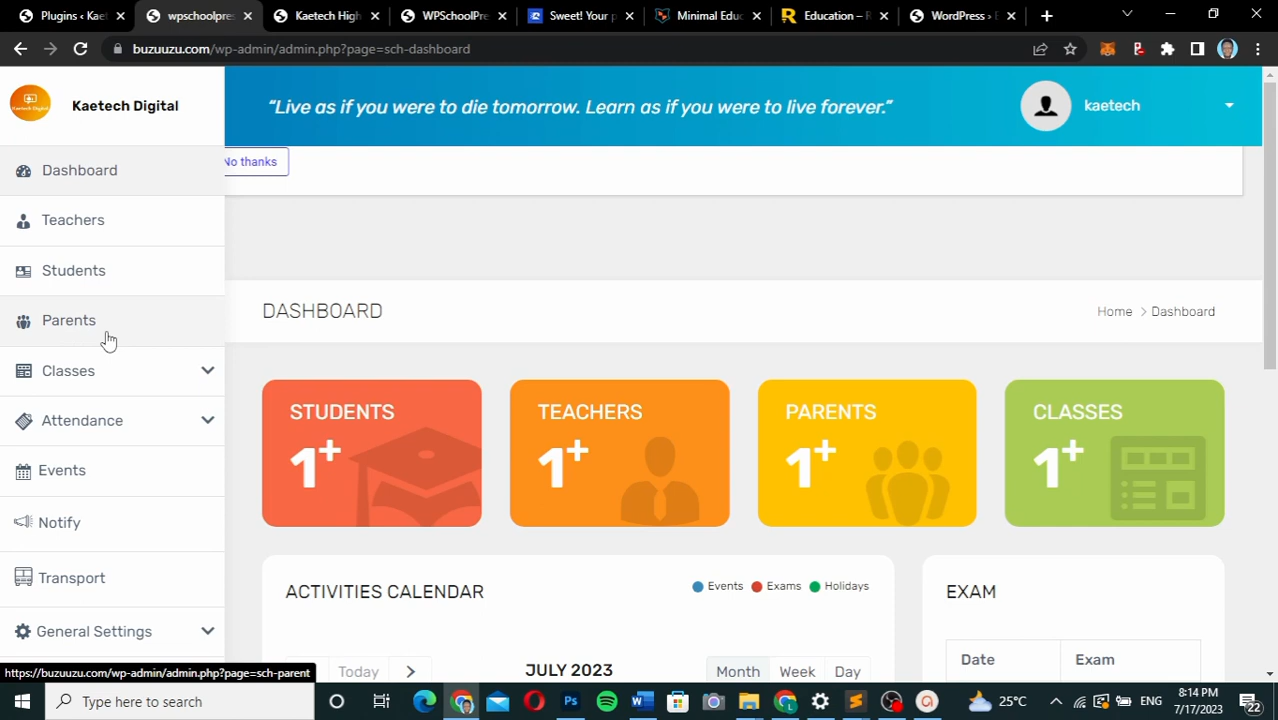 Plugins ‹ Kaet
wpschoolpre
Kaetech High
WPSchoolPre
Sweet! Your p
Minimal Educ
Education – R
WordPress › E
buzuuzu.com/wp-admin/admin.php?page=sch-dashboard
Kaetech Digital
"Live as if you were to die tomorrow. Learn as if you were to live forever."
kaetech
No thanks
Dashboard
Teachers
Students
Parents
Classes
Attendance
Events
Notify
Transport
General Settings
DASHBOARD
Home > Dashboard
STUDENTS
1+
TEACHERS
1+
PARENTS
1+
CLASSES
1+
ACTIVITIES CALENDAR
Events Exams Holidays
EXAM
Today
JULY 2023
Month Week Day
Date Exam
https://buzuuzu.com/wp-admin/admin.php?page=sch-parent
Type here to search
25°C
ENG
8:14 PM
7/17/2023
22